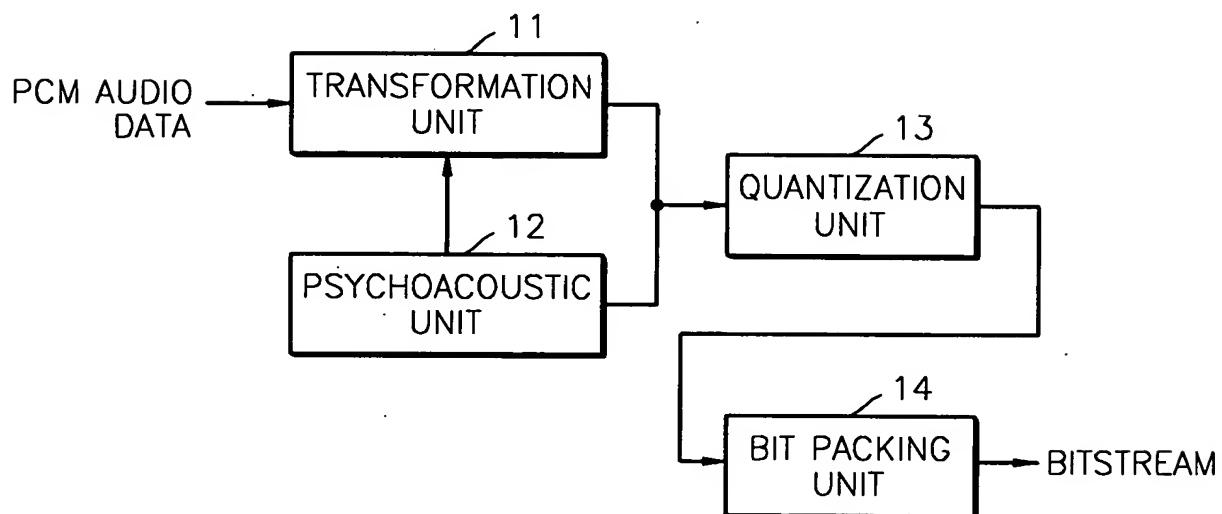 11
PCM AUDIO
DATA
TRANSFORMATION
UNIT
13
QUANTIZATION
UNIT
12
PSYCHOACOUSTIC
UNIT
14
BIT PACKING
UNIT
BITSTREAM